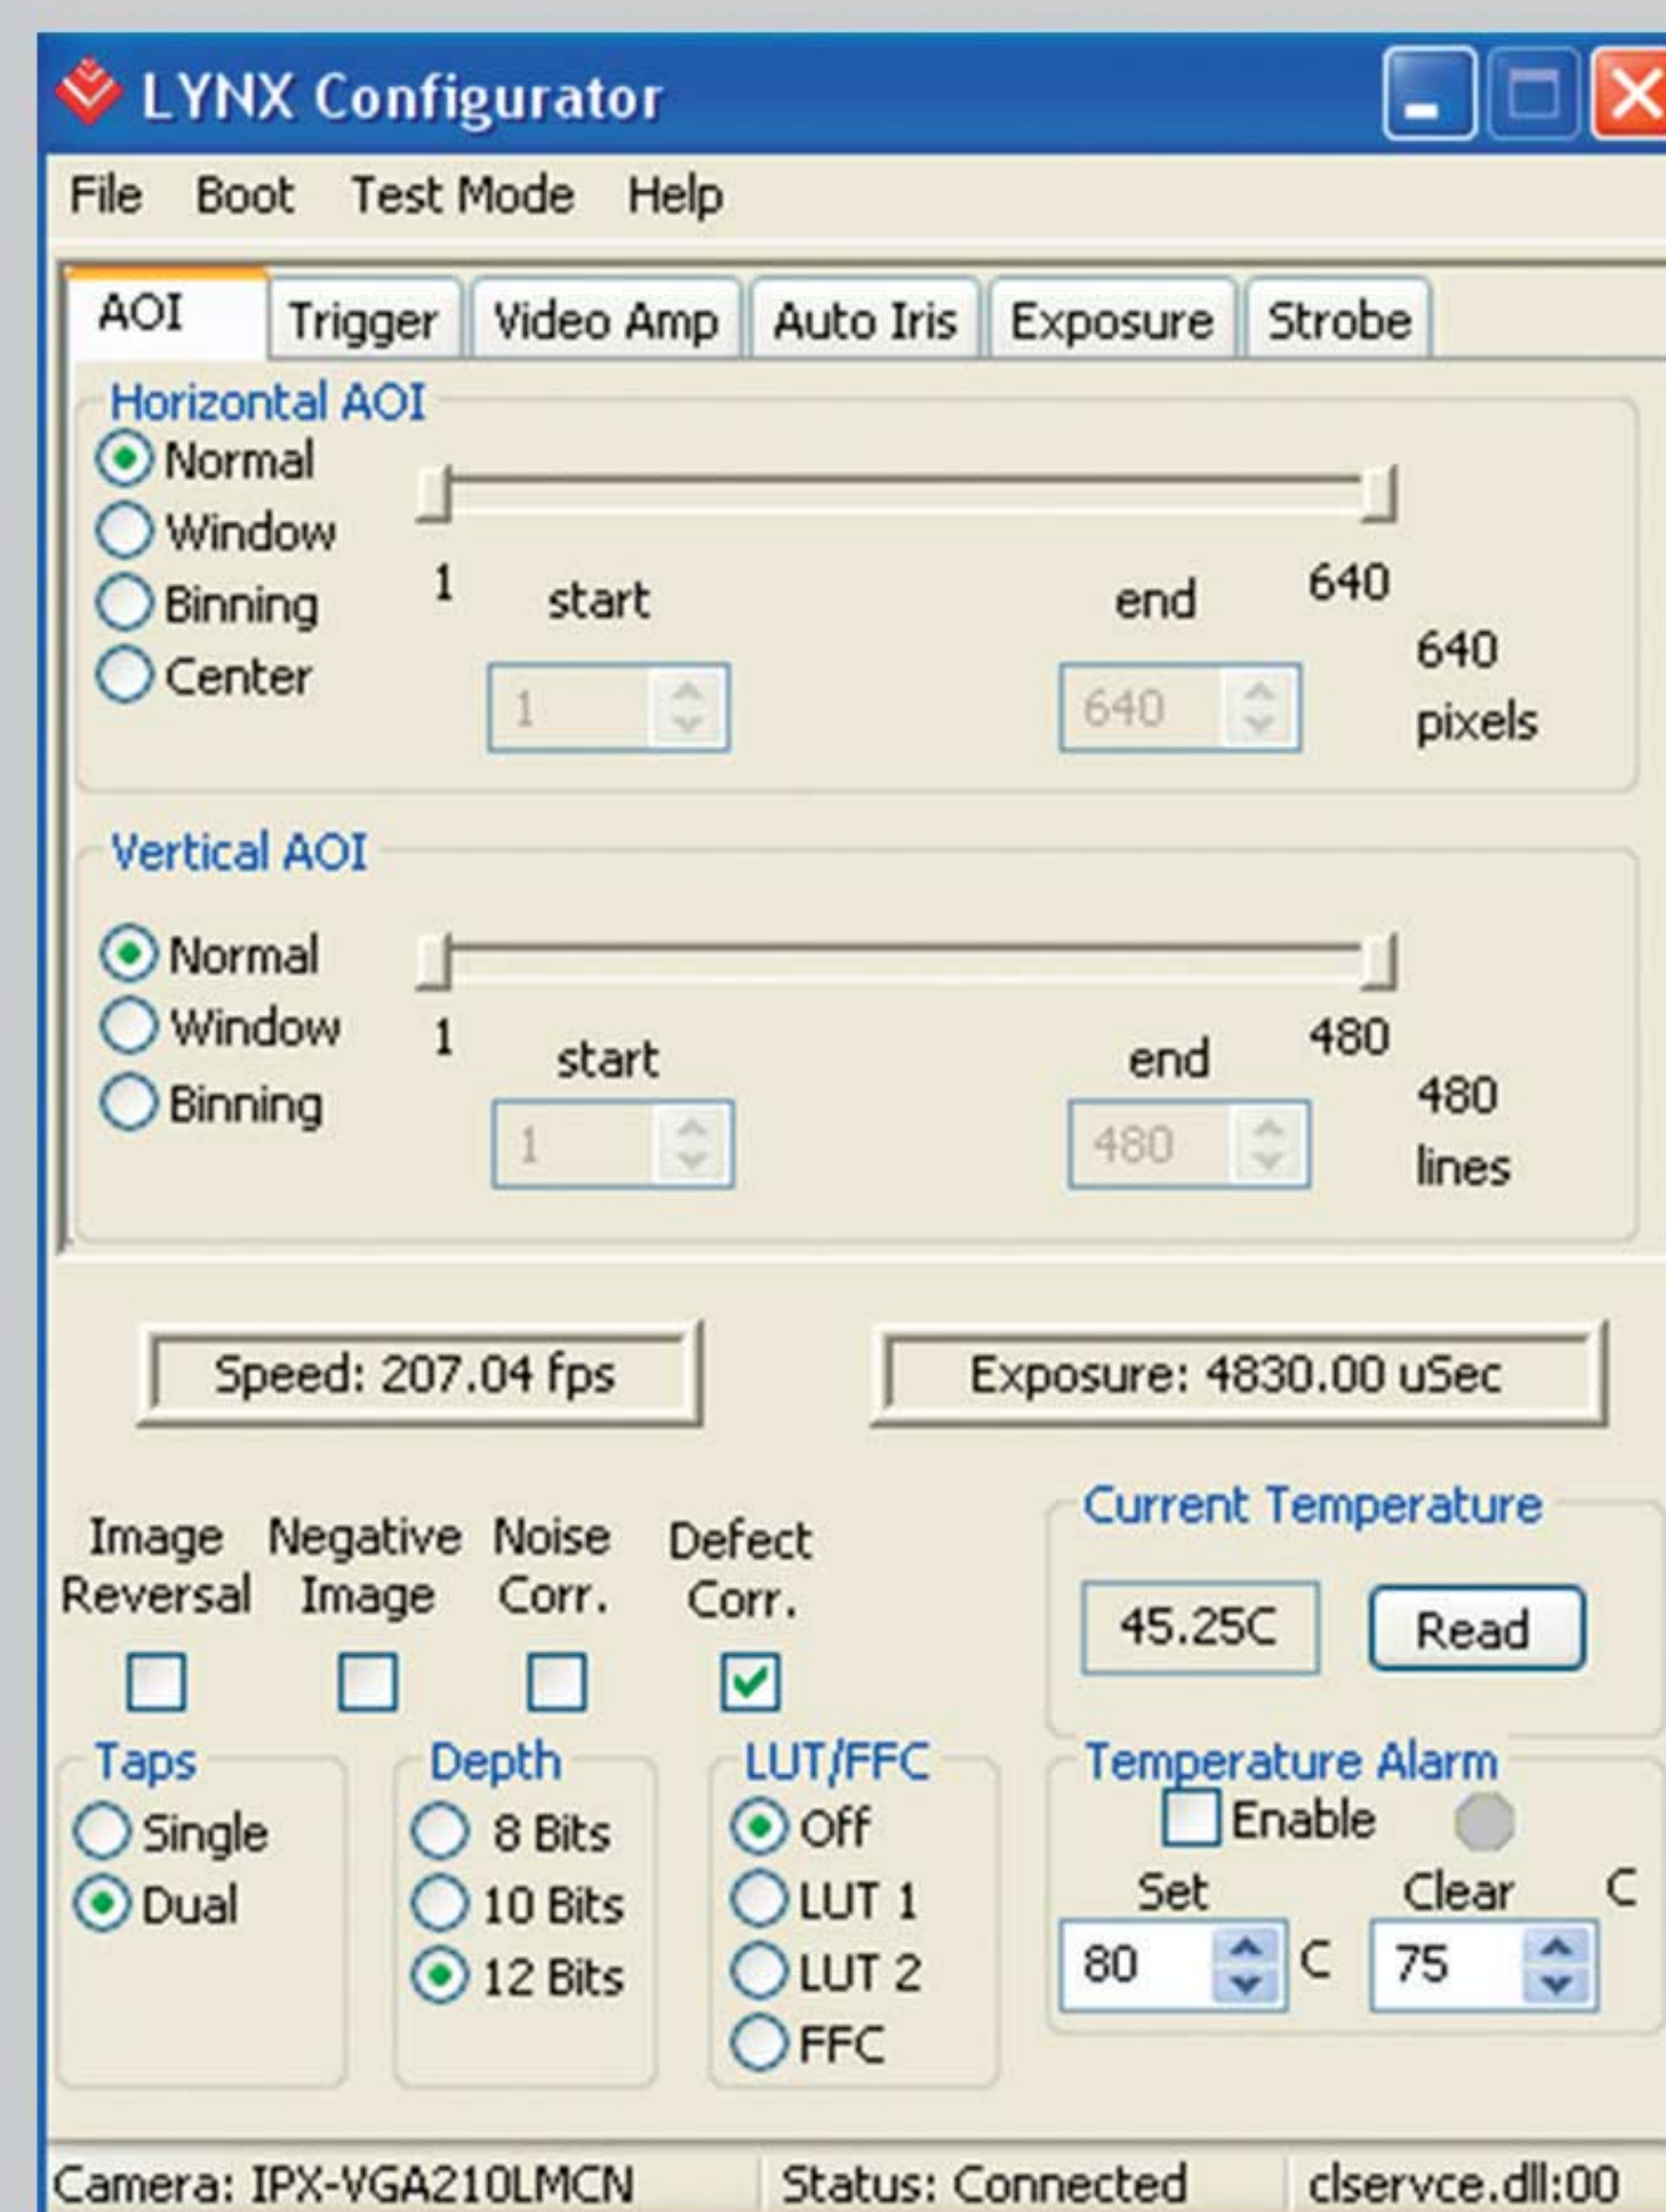 LYNX Configurator
File Boot Test Mode Help
AOI Trigger Video Amp Auto Iris Exposure Strobe
Horizontal AOI
Normal
Window
Binning
Center
1 start end 640
1 640
640
pixels
Vertical AOI
Normal
Window
Binning
1 start end 480
1 480
480
lines
Speed: 207.04 fps Exposure: 4830.00 uSec
Image Reversal
Negative Image
Noise Corr.
Defect Corr.
Current Temperature
45.25C Read
Taps
Single
Dual
Depth
8 Bits
10 Bits
12 Bits
LUT/FFC
Off
LUT 1
LUT 2
FFC
Temperature Alarm
Enable
Set Clear C
80 C 75
Camera: IPX-VGA210LMCN Status: Connected clservce.dll:00